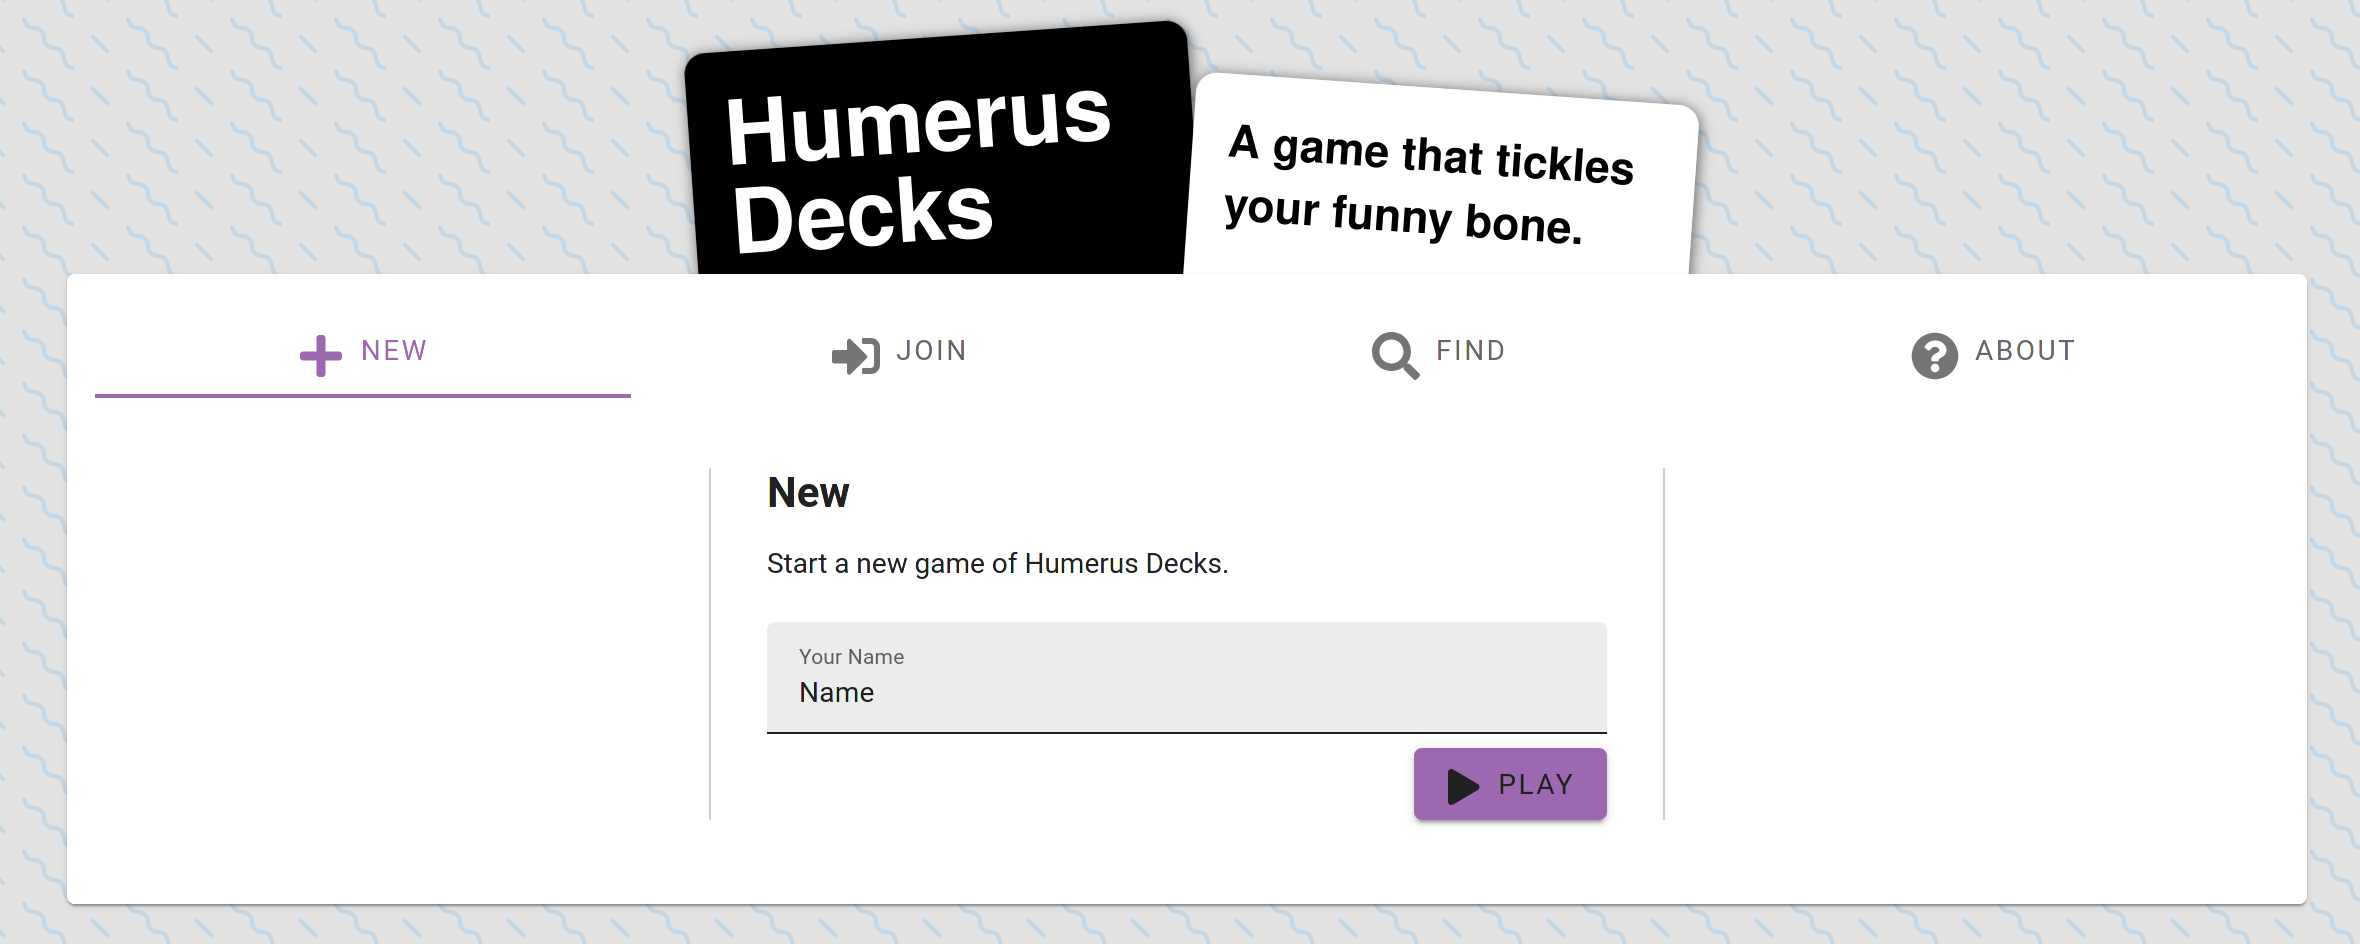 Humerus
Decks
A game that tickles
your funny bone.
NEW
JOIN
FIND
ABOUT
New
Start a new game of Humerus Decks.
Your Name
Name
PLAY